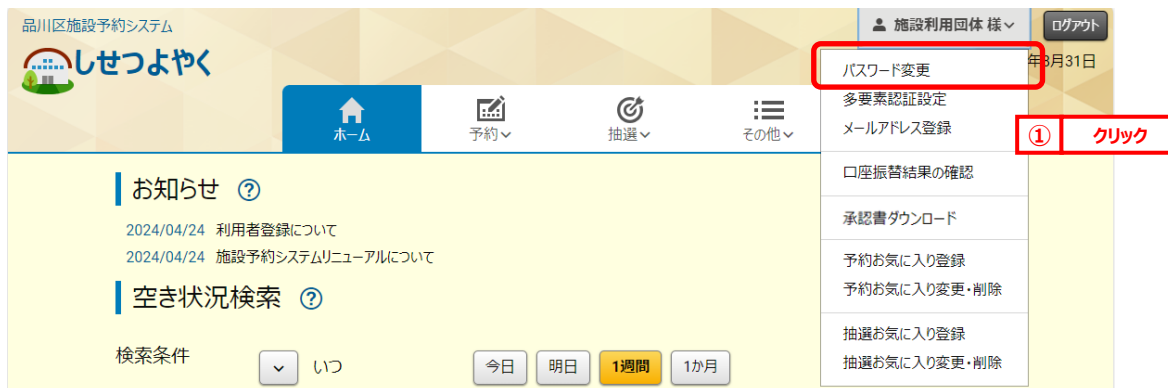 品川区施設予約システム
しせつよやく
施設利用団体 様
ログアウト
年3月31日
ホーム
予約
抽選
その他
パスワード変更
多要素認証設定
メールアドレス登録
口座振替結果の確認
承認書ダウンロード
予約お気に入り登録
予約お気に入り変更・削除
抽選お気に入り登録
抽選お気に入り変更・削除
① クリック
お知らせ ?
2024/04/24 利用者登録について
2024/04/24 施設予約システムリニューアルについて
空き状況検索 ?
検索条件
いつ
今日 明日 1週間 1か月